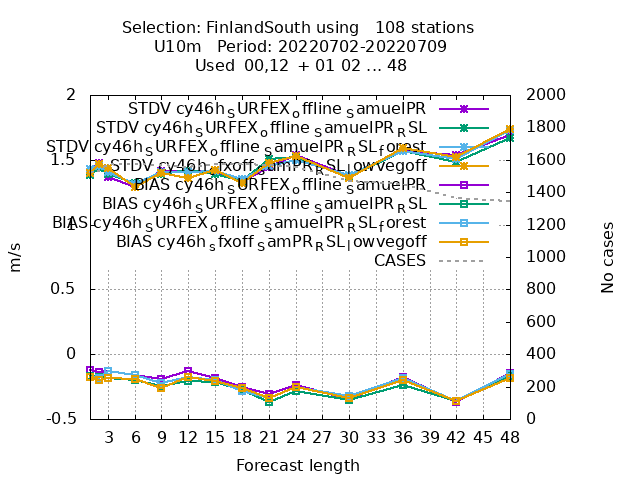 Selection: FinlandSouth using 108 stations
U10m Period: 20220702-20220709
Used 00,12 + 01 02 ... 48
STDV cy46h_SURFEX_offline_SamuelPR
STDV cy46h_SURFEX_offline_SamuelPR_RSL
STDV cy46h_SURFEX_offline_SamuelPR_RSL_forest
STDV cy46h_sfxoff_SamPR_RSL_lowvegoff
BIAS cy46h_SURFEX_offline_SamuelPR
BIAS cy46h_SURFEX_offline_SamuelPR_RSL
BIAS cy46h_SURFEX_offline_SamuelPR_RSL_forest
BIAS cy46h_sfxoff_SamPR_RSL_lowvegoff
CASES
2
1.5
1
0.5
0
-0.5
m/s
2000
1800
1600
1400
1200
1000
800
600
400
200
0
No cases
3 6 9 12 15 18 21 24 27 30 33 36 39 42 45 48
Forecast length